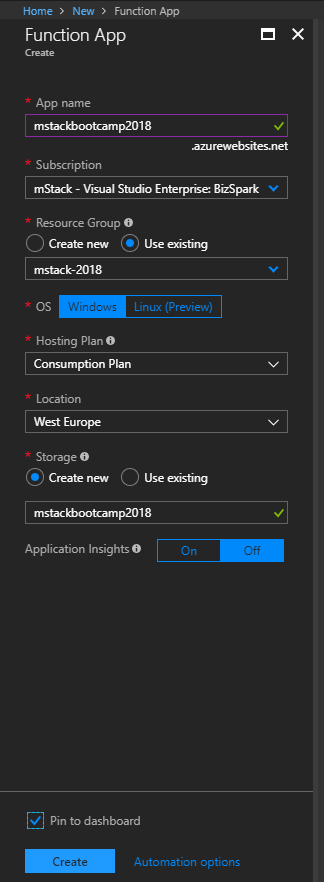 Home > New > Function App
Function App
Create
* App name
mstackbootcamp2018
.azurewebsites.net
* Subscription
mStack - Visual Studio Enterprise: BizSpark
* Resource Group
Create new Use existing
mstack-2018
* OS Windows Linux (Preview)
* Hosting Plan
Consumption Plan
* Location
West Europe
* Storage
Create new Use existing
mstackbootcamp2018
Application Insights On Off
Pin to dashboard
Create Automation options